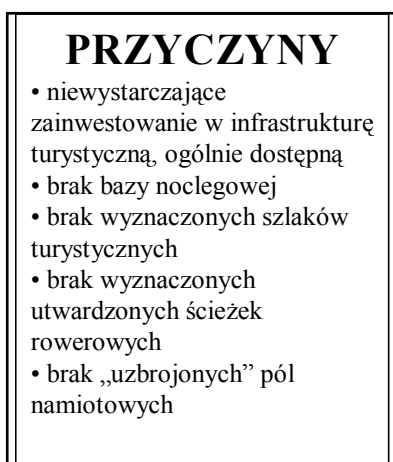 PRZYCZYNY
• niewystarczające
zainwestowanie w infrastrukturę
turystyczną, ogólnie dostępną
• brak bazy noclegowej
• brak wyznaczonych szlaków
turystycznych
• brak wyznaczonych
utwardzonych ścieżek
rowerowych
• brak „uzbrojonych” pól
namiotowych